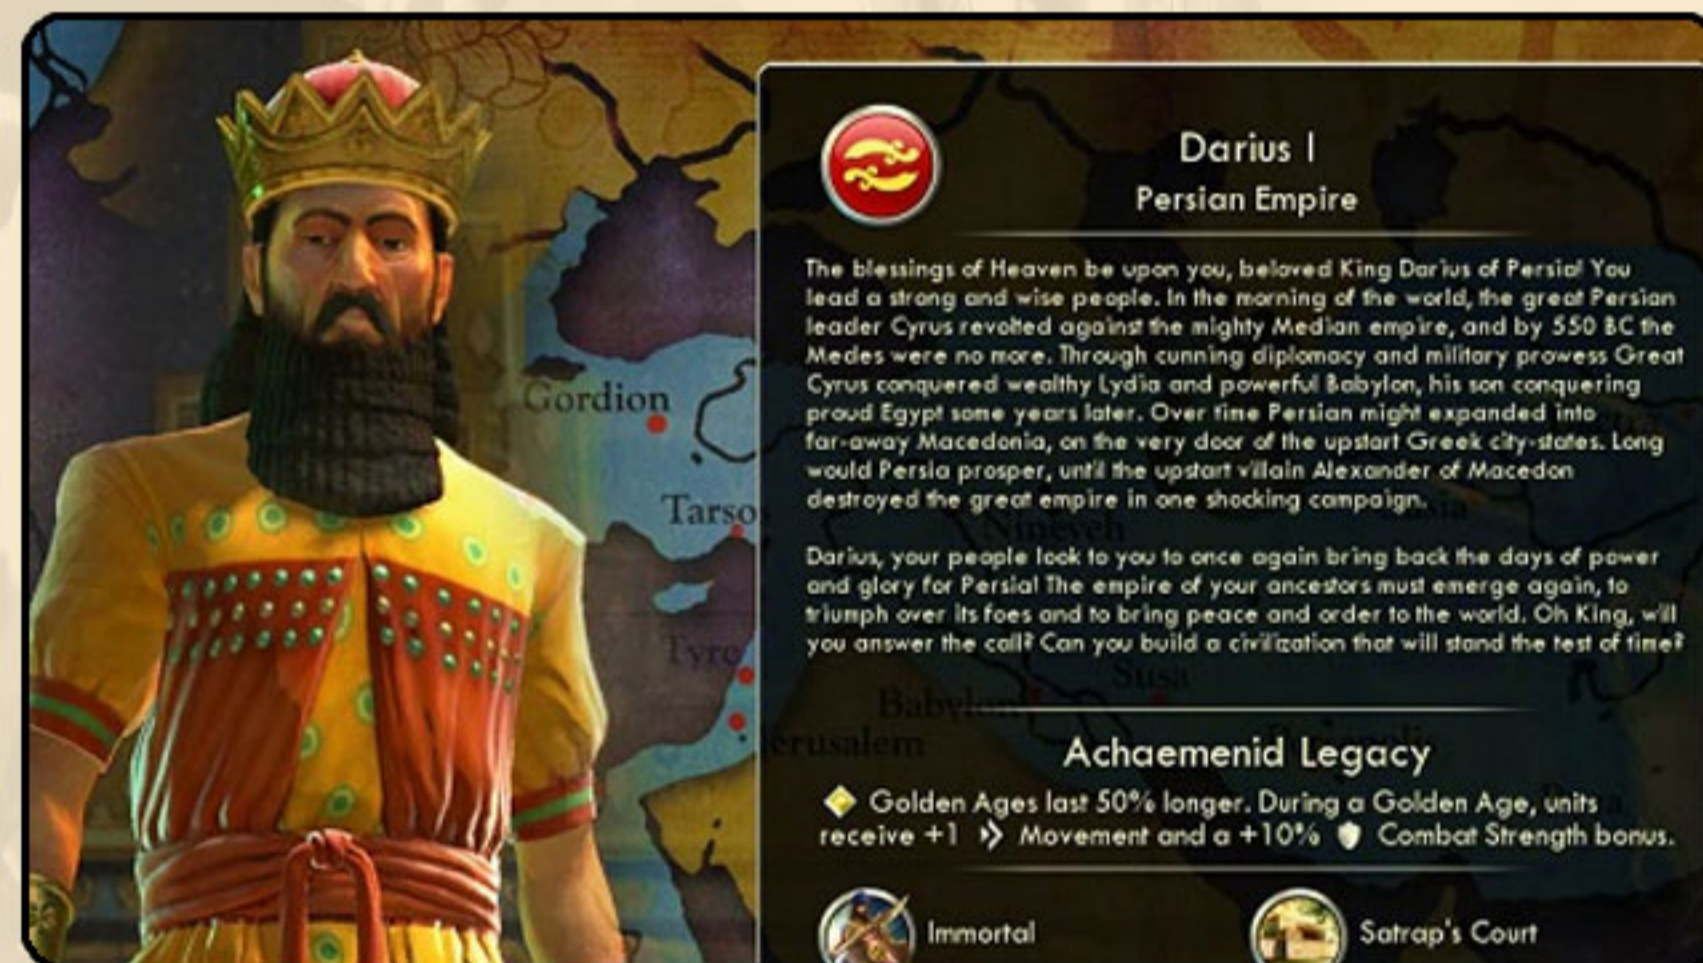 Darius I
Persian Empire
The blessings of Heaven be upon you, beloved King Darius of Persia! You
lead a strong and wise people. In the morning of the world, the great Persian
leader Cyrus revolted against the mighty Median empire, and by 550 BC the
Medes were no more. Through cunning diplomacy and military prowess Great
Cyrus conquered wealthy Lydia and powerful Babylon, his son conquering
proud Egypt some years later. Over time Persian might expanded into
far-away Macedonia, on the very door of the upstart Greek city-states. Long
would Persia prosper, until the upstart villain Alexander of Macedon
destroyed the great empire in one shocking campaign.
Darius, your people look to you to once again bring back the days of power
and glory for Persia! The empire of your ancestors must emerge again, to
triumph over its foes and to bring peace and order to the world. Oh King, will
you answer the call? Can you build a civilization that will stand the test of time?
Achaemenid Legacy
Golden Ages last 50% longer. During a Golden Age, units
receive +1 Movement and a +10% Combat Strength bonus.
Immortal
Satrap's Court
Gordion
Tarso
Nineveh
Tyre
Susa
Babylon
erusalem